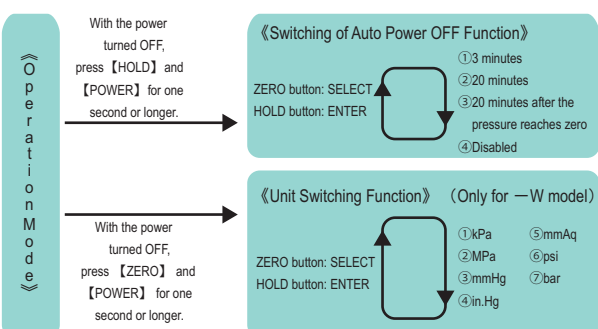 《Operation Mode》
With the power
turned OFF,
press 【HOLD】 and
【POWER】 for one
second or longer.
《Switching of Auto Power OFF Function》
ZERO button: SELECT
HOLD button: ENTER
①3 minutes
②20 minutes
③20 minutes after the
pressure reaches zero
④Disabled
With the power
turned OFF,
press 【ZERO】 and
【POWER】 for one
second or longer.
《Unit Switching Function》 (Only for －W model)
ZERO button: SELECT
HOLD button: ENTER
①kPa
②MPa
③mmHg
④in.Hg
⑤mmAq
⑥psi
⑦bar